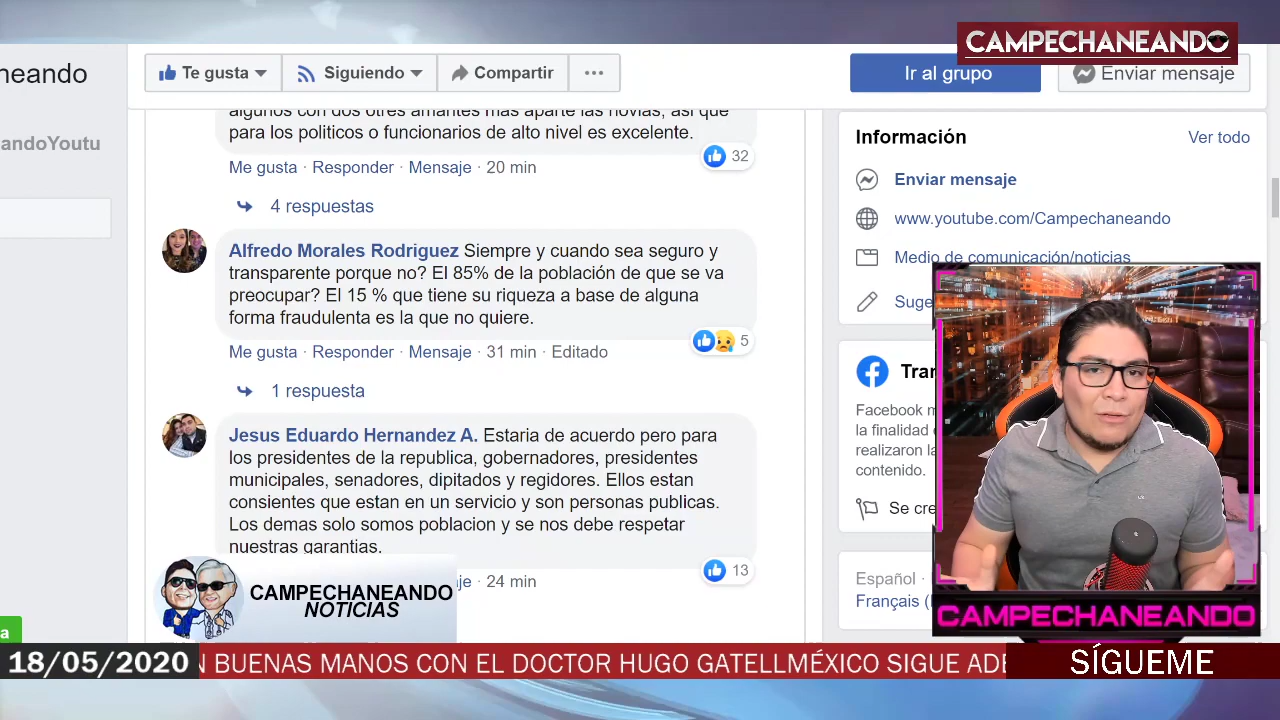 CAMPECHANEANDO
neando
Te gusta
Siguiendo
Compartir
Ir al grupo
Enviar mensaje
andoYoutu
algunos con dos otres amantes mas aparte las novias, asi que
para los politicos o funcionarios de alto nivel es excelente.
32
Me gusta · Responder · Mensaje · 20 min
4 respuestas
Alfredo Morales Rodriguez Siempre y cuando sea seguro y
transparente porque no? El 85% de la población de que se va
preocupar? El 15 % que tiene su riqueza a base de alguna
forma fraudulenta es la que no quiere.
5
Me gusta · Responder · Mensaje · 31 min · Editado
1 respuesta
Jesus Eduardo Hernandez A. Estaria de acuerdo pero para
los presidentes de la republica, gobernadores, presidentes
municipales, senadores, dipitados y regidores. Ellos estan
consientes que estan en un servicio y son personas publicas.
Los demas solo somos poblacion y se nos debe respetar
nuestras garantias.
13
je · 24 min
Información
Ver todo
Enviar mensaje
www.youtube.com/Campechaneando
Medio de comunicación/noticias
Suge
Tran
Facebook m
la finalidad
realizaron la
contenido.
Se cre
Español ·
Français (
CAMPECHANEANDO
CAMPECHANEANDO
NOTICIAS
a
18/05/2020
N BUENAS MANOS CON EL DOCTOR HUGO GATELLMÉXICO SIGUE ADE
SÍGUEME